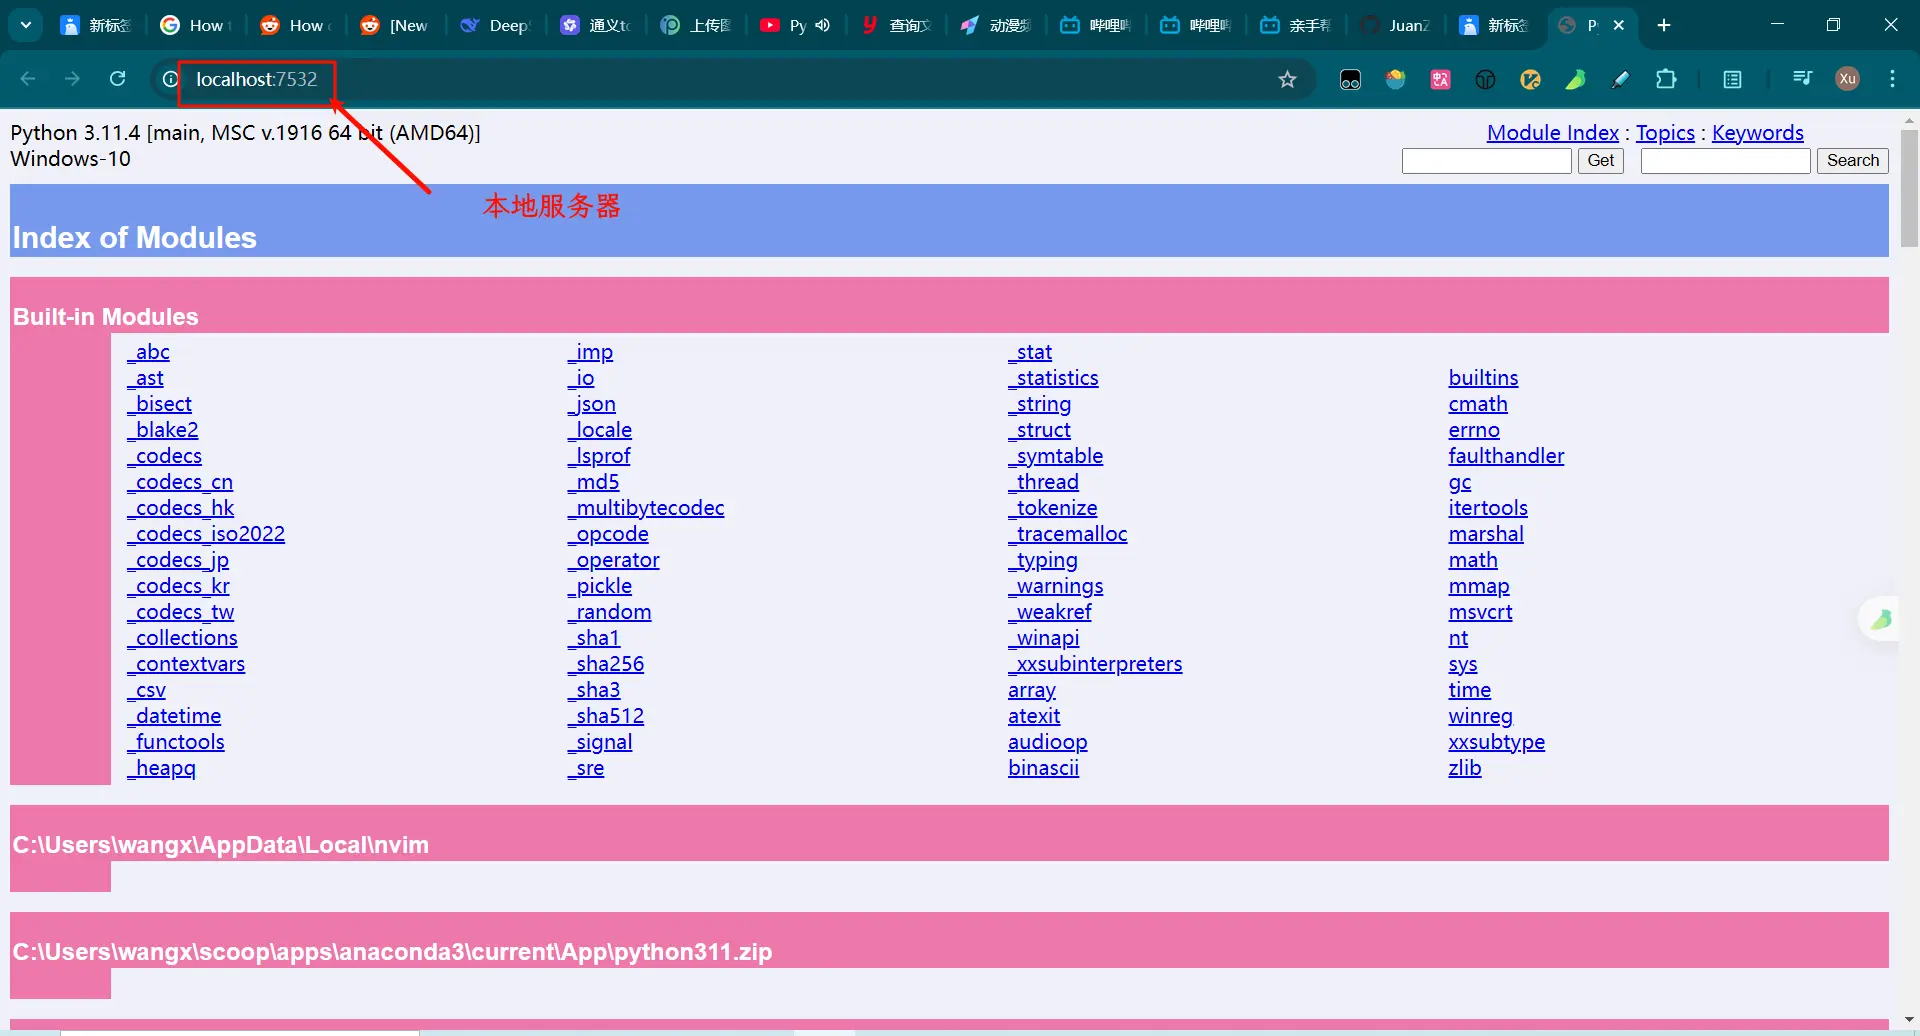 新标签
How t
How
[New
Deep
通义to
上传图
Py
查询文
动漫频
哔哩哔
哔哩哔
亲手帮
JuanZ
新标签
Py
localhost:7532
Xu
Python 3.11.4 [main, MSC v.1916 64 bit (AMD64)]
Windows-10
Module Index : Topics : Keywords
Get
Search
本地服务器
Index of Modules
Built-in Modules
_abc
_ast
_bisect
_blake2
_codecs
_codecs_cn
_codecs_hk
_codecs_iso2022
_codecs_jp
_codecs_kr
_codecs_tw
_collections
_contextvars
_csv
_datetime
_functools
_heapq
_imp
_io
_json
_locale
_lsprof
_md5
_multibytecodec
_opcode
_operator
_pickle
_random
_sha1
_sha256
_sha3
_sha512
_signal
_sre
_stat
_statistics
_string
_struct
_symtable
_thread
_tokenize
_tracemalloc
_typing
_warnings
_weakref
_winapi
_xxsubinterpreters
array
atexit
audioop
binascii
builtins
cmath
errno
faulthandler
gc
itertools
marshal
math
mmap
msvcrt
nt
sys
time
winreg
xxsubtype
zlib
C:\Users\wangx\AppData\Local\nvim
C:\Users\wangx\scoop\apps\anaconda3\current\App\python311.zip